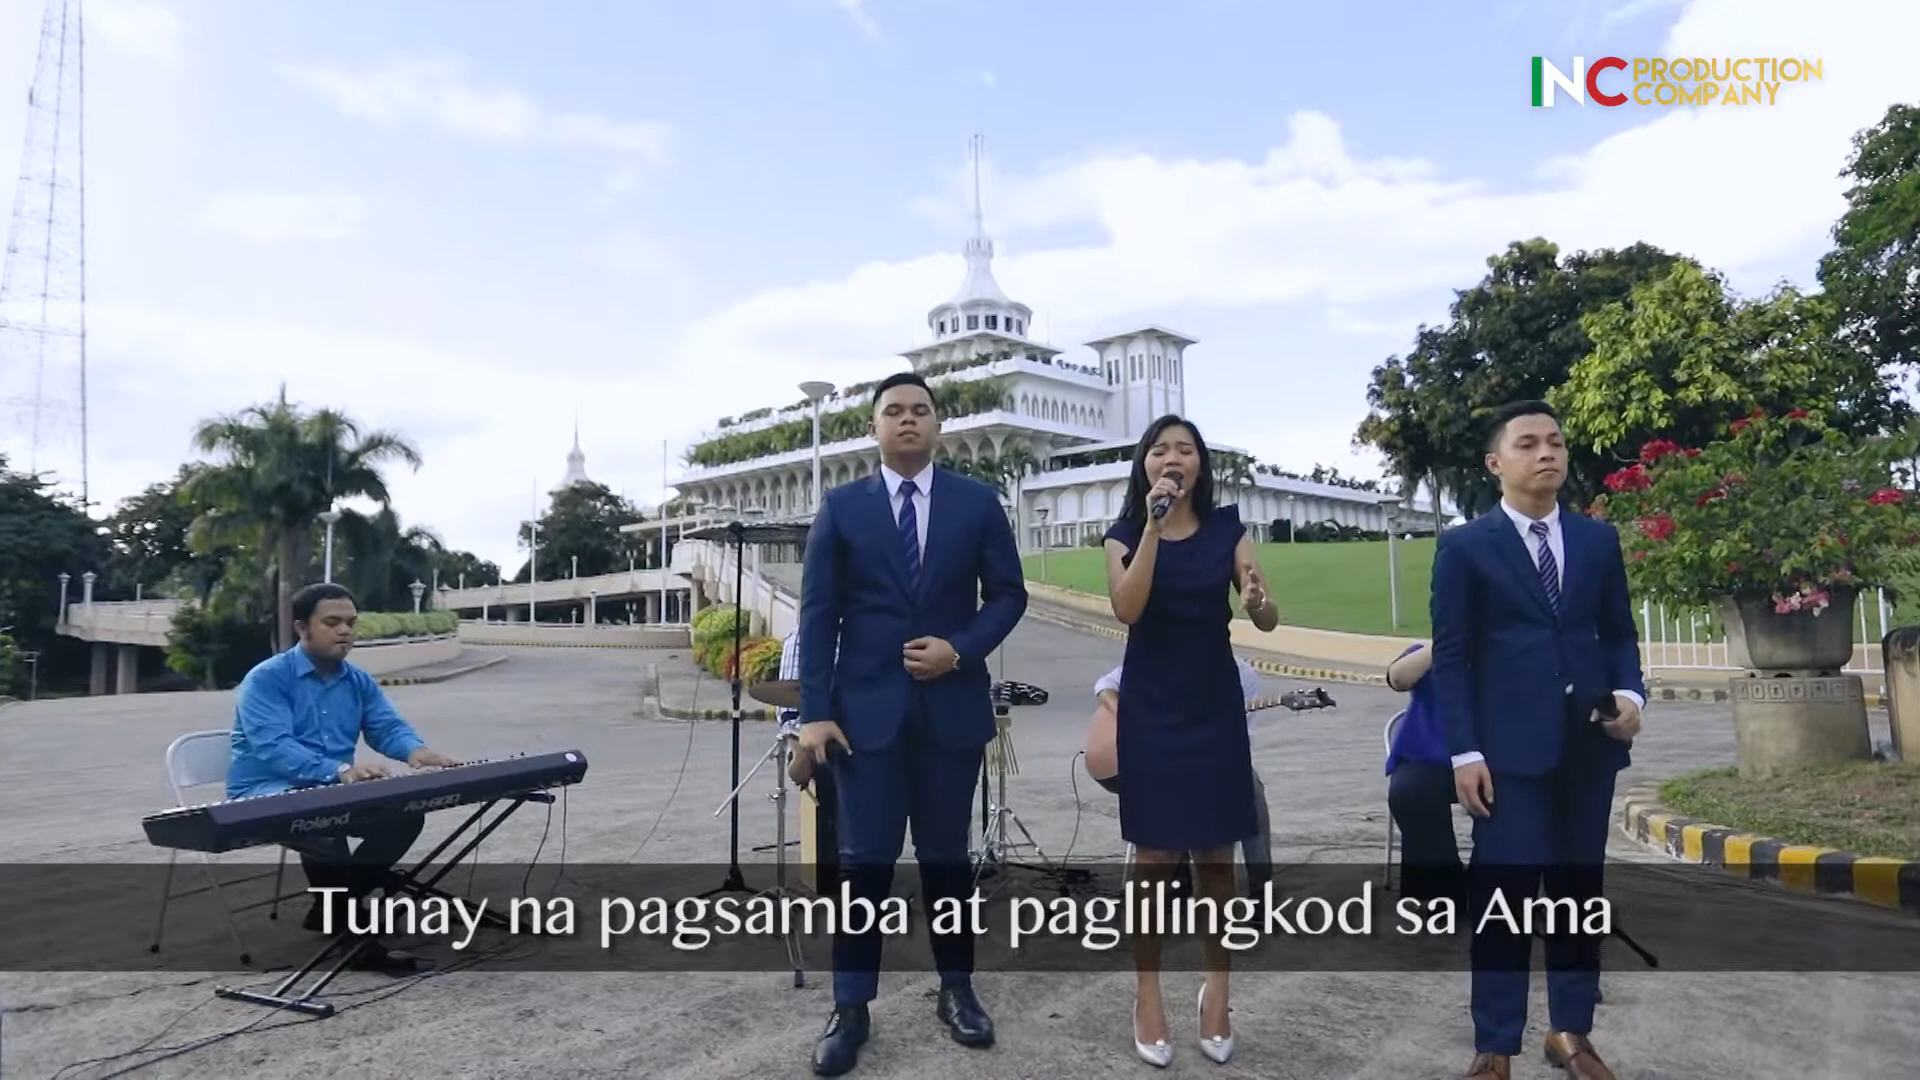 INC PRODUCTION
COMPANY
Roland
Tunay na pagsamba at paglilingkod sa Ama